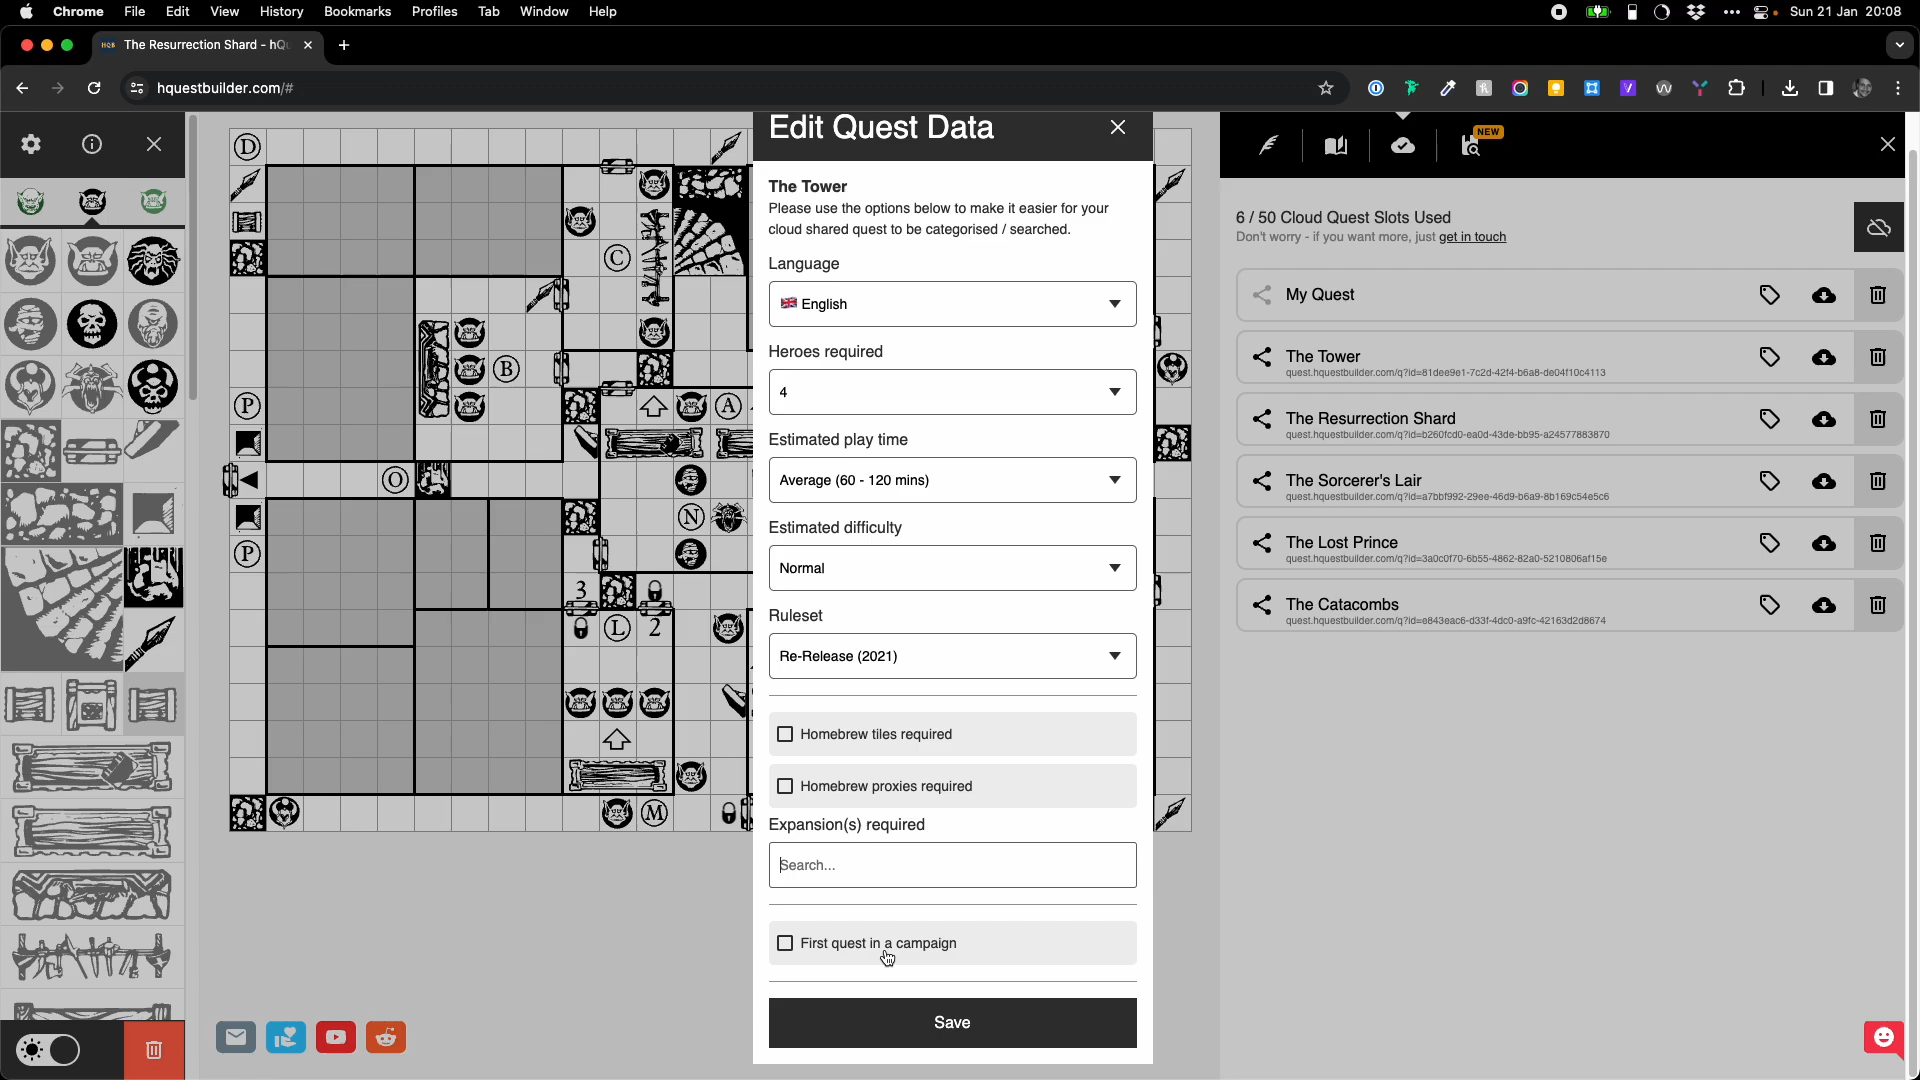 Chrome File Edit View History Bookmarks Profiles Tab Window Help
Sun 21 Jan 20:08
The Resurrection Shard - hQu
hquestbuilder.com/#
D
C
B
P
A
O
N
P
3
L
2
M
Edit Quest Data
The Tower
Please use the options below to make it easier for your
cloud shared quest to be categorised / searched.
Language
English
Heroes required
4
Estimated play time
Average (60 - 120 mins)
Estimated difficulty
Normal
Ruleset
Re-Release (2021)
Homebrew tiles required
Homebrew proxies required
Expansion(s) required
Search...
First quest in a campaign
Save
NEW
6 / 50 Cloud Quest Slots Used
Don't worry - if you want more, just get in touch
My Quest
The Tower
quest.hquestbuilder.com/q?id=81dee9e1-7c2d-42f4-b6a8-de04f10c4113
The Resurrection Shard
quest.hquestbuilder.com/q?id=b260fcd0-ea0d-43de-bb95-a24577883870
The Sorcerer's Lair
quest.hquestbuilder.com/q?id=a7bbf992-29ee-46d9-b6a9-8b169c54e5c6
The Lost Prince
quest.hquestbuilder.com/q?id=3a0c0f70-6b55-4862-82a0-5210806af15e
The Catacombs
quest.hquestbuilder.com/q?id=e843eac6-d33f-4dc0-a9fc-42163d2d8674